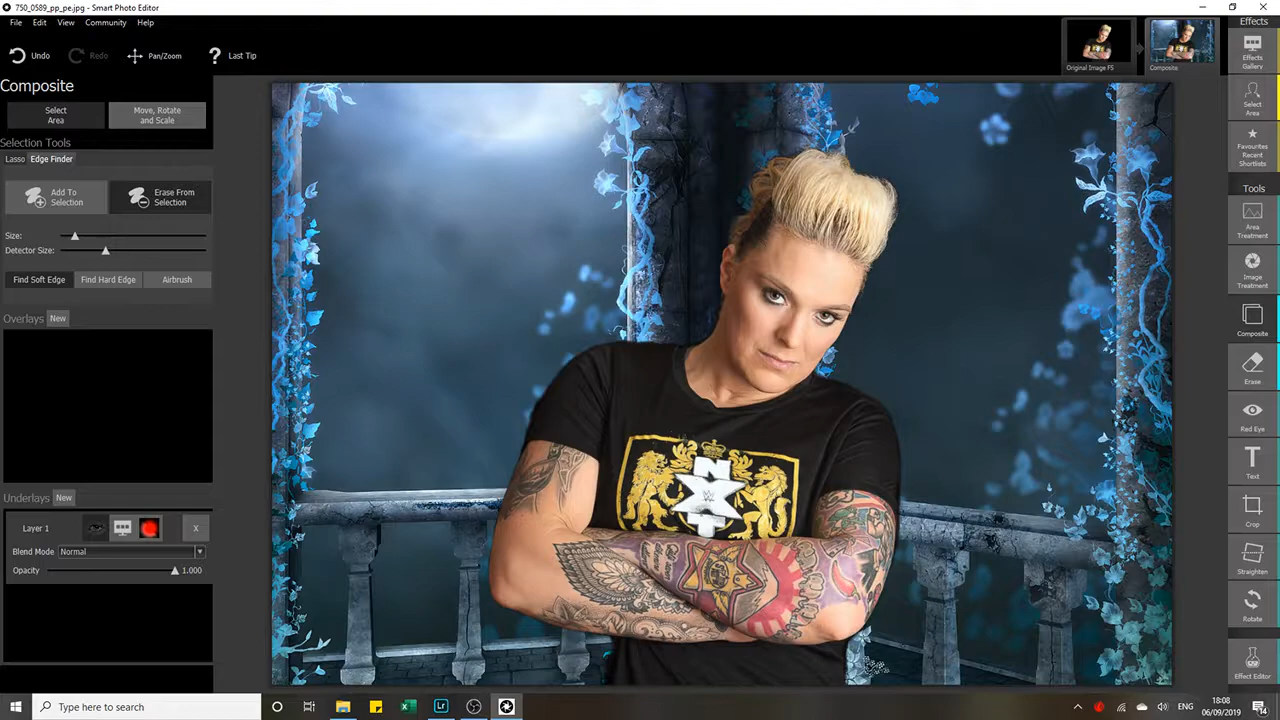 750_0589_pp_pe.jpg - Smart Photo Editor
File Edit View Community Help
Undo Redo Pan/Zoom ? Last Tip
Original Image FS Composite
Composite
Select Area
Move, Rotate and Scale
Selection Tools
Lasso Edge Finder
Add To Selection
Erase From Selection
Size:
Detector Size:
Find Soft Edge Find Hard Edge Airbrush
Overlays New
Underlays New
Layer 1 X
Blend Mode Normal
Opacity 1.000
N
W
X
T
Effects
Effects Gallery
Select Area
Favourites Recent Shortlists
Tools
Area Treatment
Image Treatment
Composite
Erase
Red Eye
T
Text
Crop
Straighten
Rotate
Effect Editor
Type here to search
Lr
ENG
18:08
06/09/2019
14